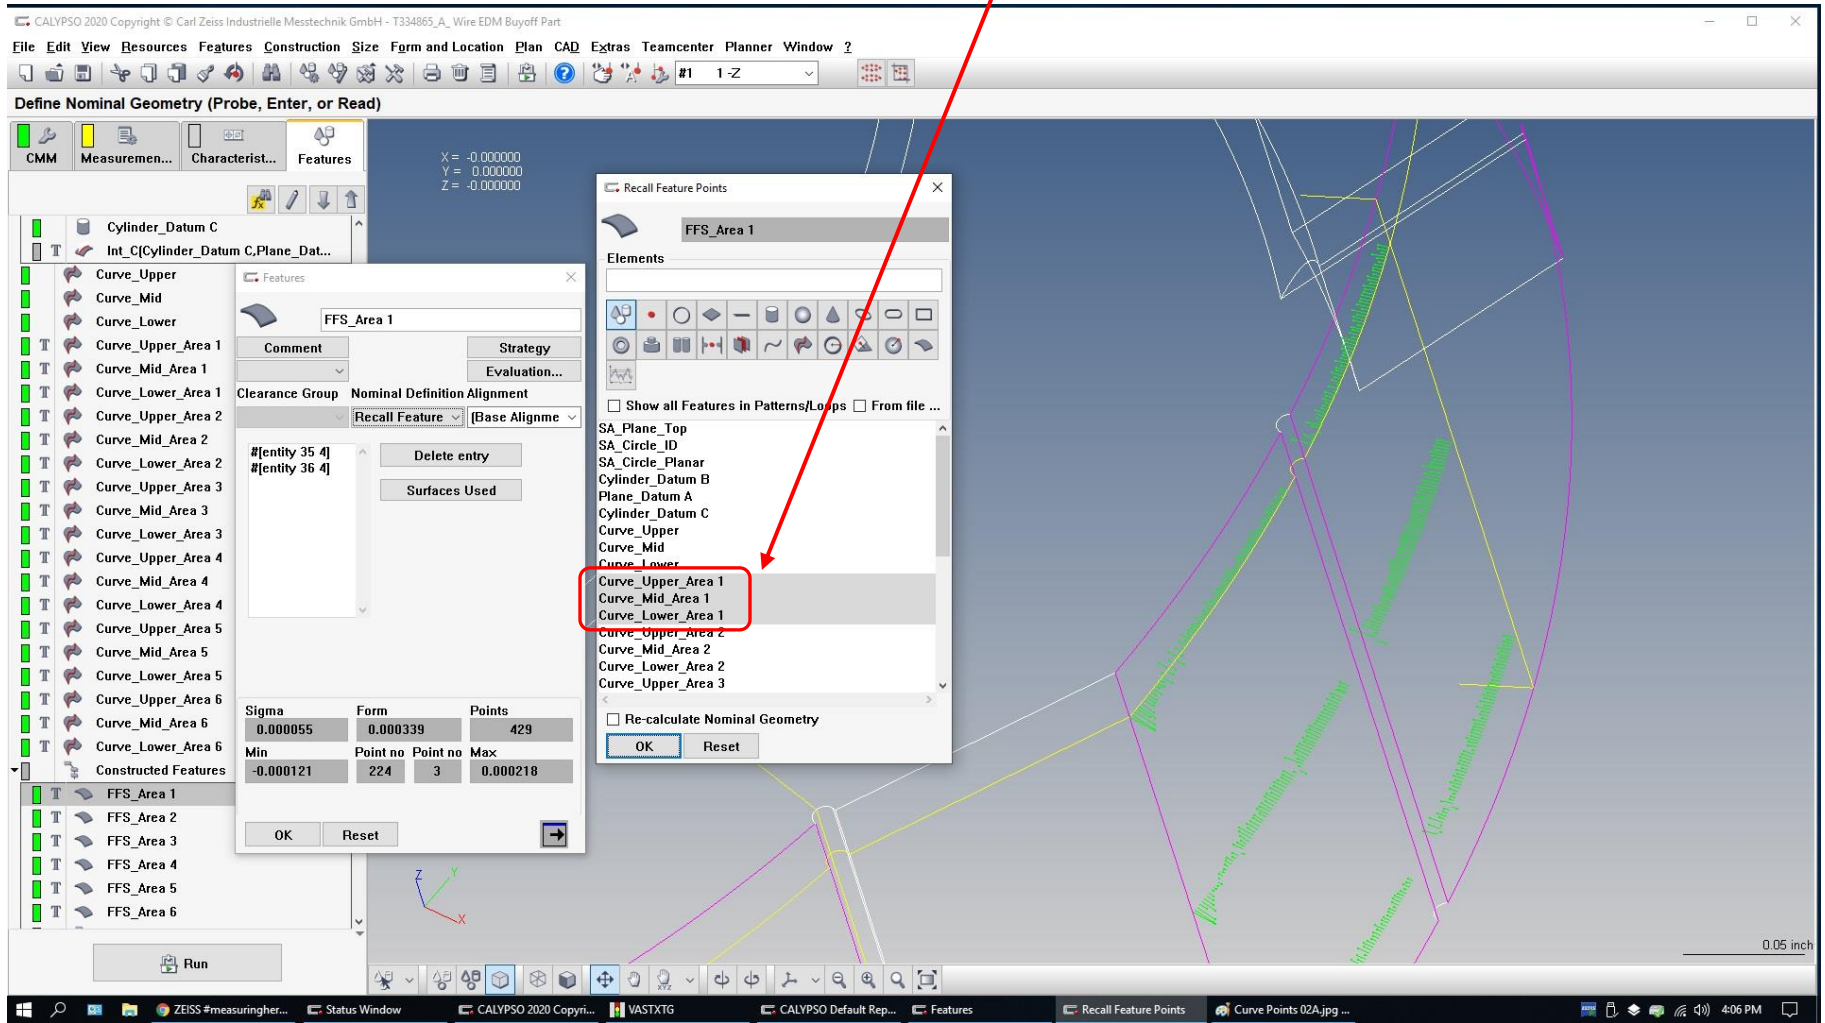 CALYPSO 2020 Copyright © Carl Zeiss Industrielle Messtechnik GmbH - T334865_A_ Wire EDM Buyoff Part
File Edit View Resources Features Construction Size Form and Location Plan CAD Extras Teamcenter Planner Window ?
#1 1 -Z
Define Nominal Geometry (Probe, Enter, or Read)
CMM Measuremen... Characterist... Features
Cylinder_Datum C
Int_C(Cylinder_Datum C,Plane_Dat...
Curve_Upper
Curve_Mid
Curve_Lower
Curve_Upper_Area 1
Curve_Mid_Area 1
Curve_Lower_Area 1
Curve_Upper_Area 2
Curve_Mid_Area 2
Curve_Lower_Area 2
Curve_Upper_Area 3
Curve_Mid_Area 3
Curve_Lower_Area 3
Curve_Upper_Area 4
Curve_Mid_Area 4
Curve_Lower_Area 4
Curve_Upper_Area 5
Curve_Mid_Area 5
Curve_Lower_Area 5
Curve_Upper_Area 6
Curve_Mid_Area 6
Curve_Lower_Area 6
Constructed Features
FFS_Area 1
FFS_Area 2
FFS_Area 3
FFS_Area 4
FFS_Area 5
FFS_Area 6
Run
X = -0.000000
Y = 0.000000
Z = -0.000000
Features
FFS_Area 1
Comment Strategy
Evaluation...
Clearance Group Nominal Definition Alignment
Recall Feature (Base Alignme
#[entity 35 4]
#[entity 36 4]
Delete entry
Surfaces Used
Sigma Form Points
0.000055 0.000339 429
Min Point no Point no Max
-0.000121 224 3 0.000218
OK Reset
Recall Feature Points
FFS_Area 1
Elements
Show all Features in Patterns/Loops From file ...
SA_Plane_Top
SA_Circle_ID
SA_Circle_Planar
Cylinder_Datum B
Plane_Datum A
Cylinder_Datum C
Curve_Upper
Curve_Mid
Curve_Lower
Curve_Upper_Area 1
Curve_Mid_Area 1
Curve_Lower_Area 1
Curve_Upper_Area 2
Curve_Mid_Area 2
Curve_Lower_Area 2
Curve_Upper_Area 3
Re-calculate Nominal Geometry
OK Reset
Z Y
X
0.05 inch
ZEISS #measuringher... Status Window CALYPSO 2020 Copyri... VASTXTG CALYPSO Default Rep... Features Recall Feature Points Curve Points 02A.jpg ... 4:06 PM